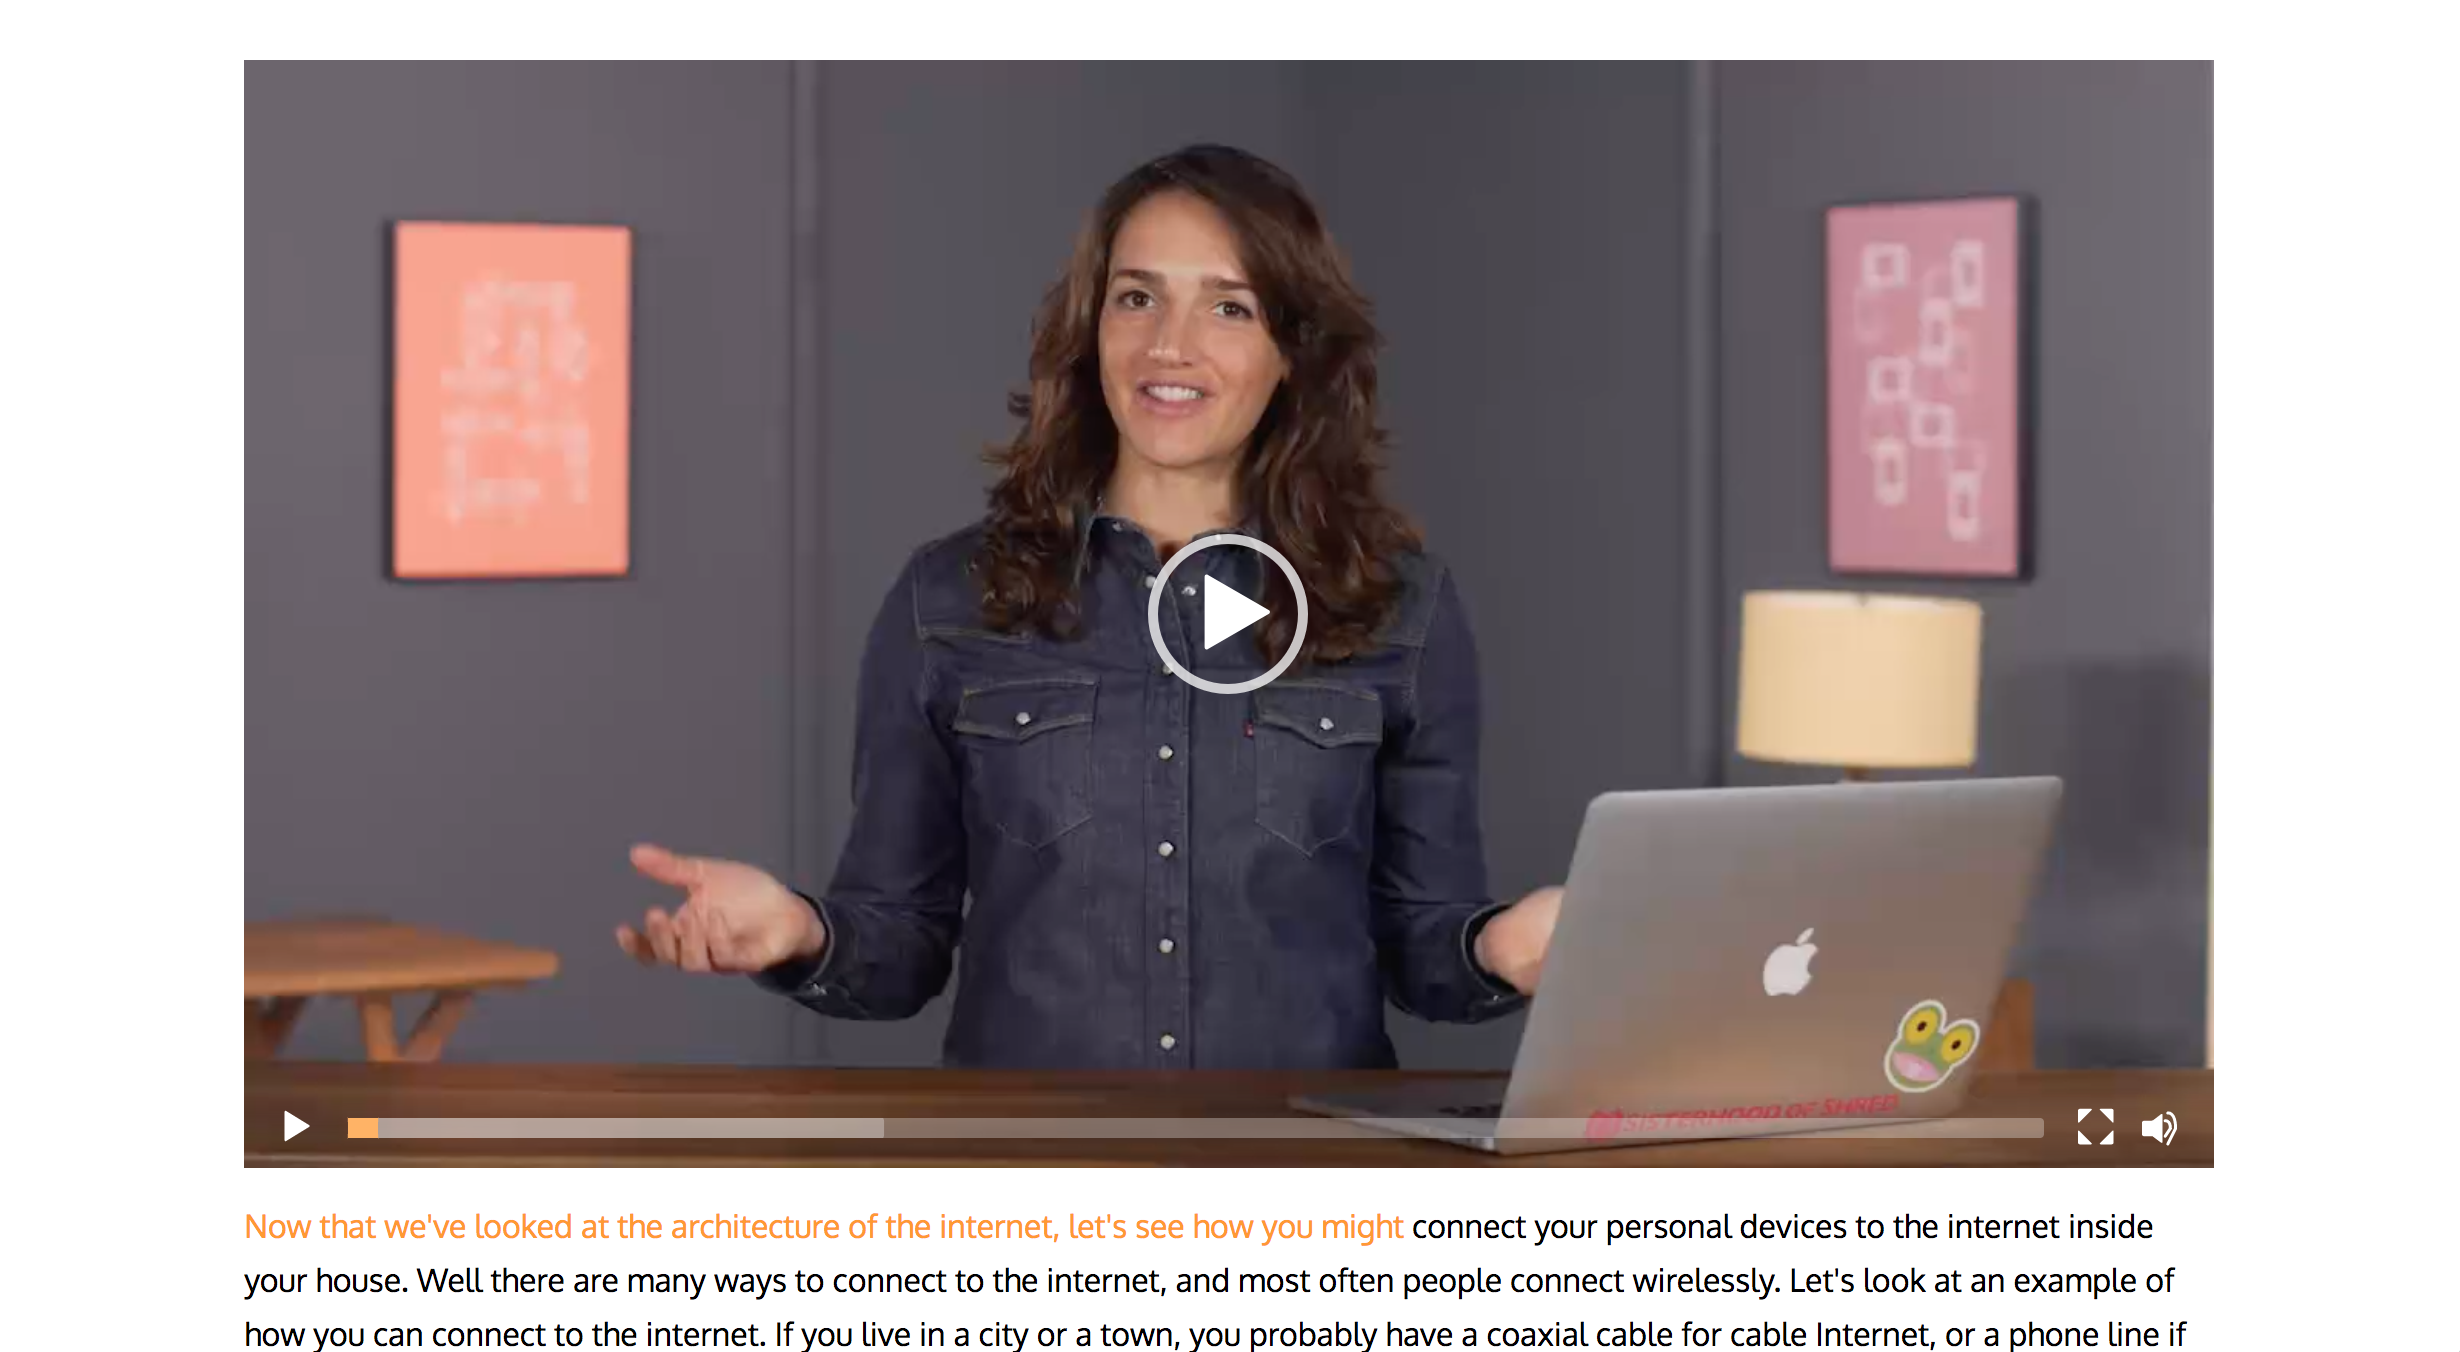 SISTERHOOD OF SHRED
Now that we've looked at the architecture of the internet, let's see how you might connect your personal devices to the internet inside
your house. Well there are many ways to connect to the internet, and most often people connect wirelessly. Let's look at an example of
how you can connect to the internet. If you live in a city or a town, you probably have a coaxial cable for cable Internet, or a phone line if